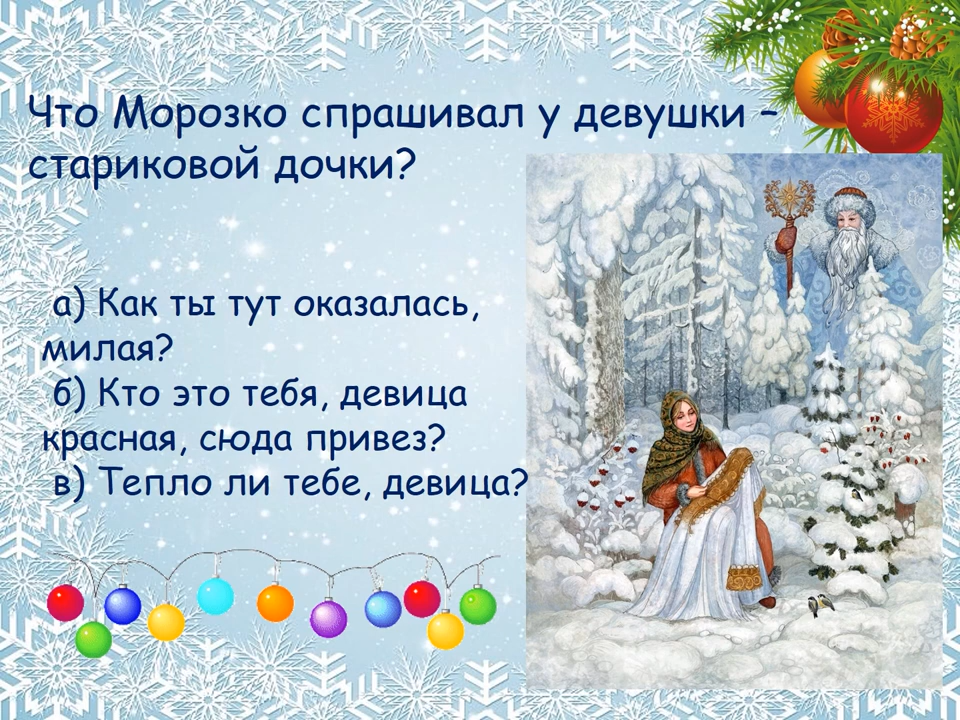 Что Морозко спрашивал у девушки –
стариковой дочки?
а) Как ты тут оказалась,
милая?
б) Кто это тебя, девица
красная, сюда привез?
в) Тепло ли тебе, девица?